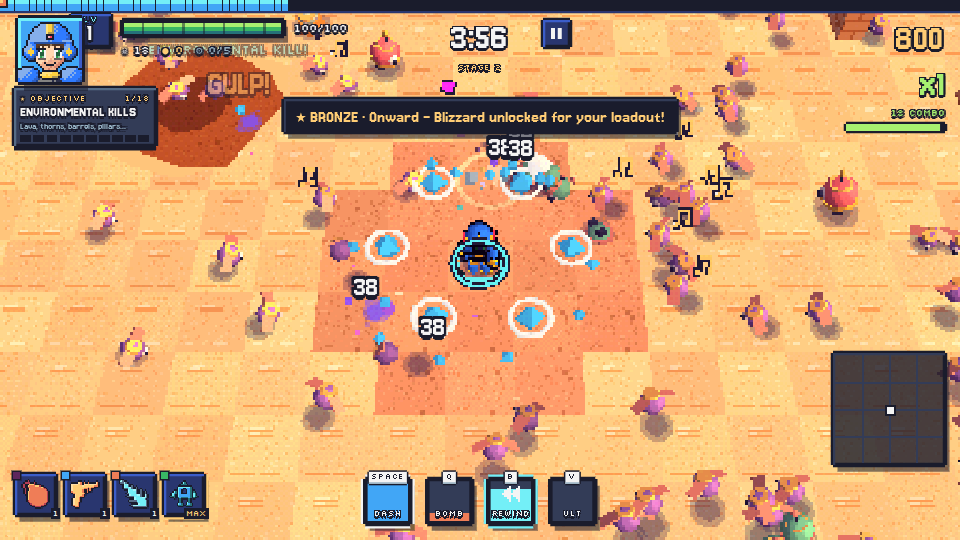 LV
100/100
3:56
STAGE 2
800
x1
18 COMBO
GULP!
★ OBJECTIVE 1/18
ENVIRONMENTAL KILLS
Lava, thorns, barrels, pillars...
★ BRONZE · Onward – Blizzard unlocked for your loadout!
38
38
38
38
1
1
1
MAX
SPACE
DASH
Q
BOMB
B
REWIND
V
VLT